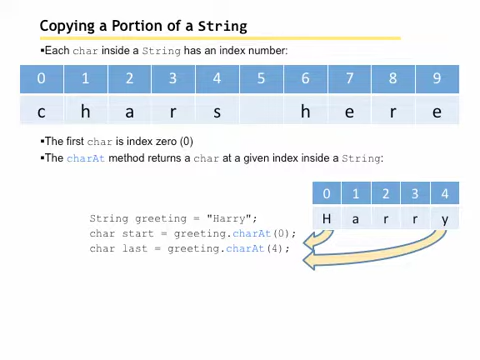 Copying a Portion of a String
▪Each char inside a String has an index number:
0 1 2 3 4 5 6 7 8 9
c h a r s h e r e
▪The first char is index zero (0)
▪The charAt method returns a char at a given index inside a String:
0 1 2 3 4
H a r r y
String greeting = "Harry";
char start = greeting.charAt(0);
char last = greeting.charAt(4);